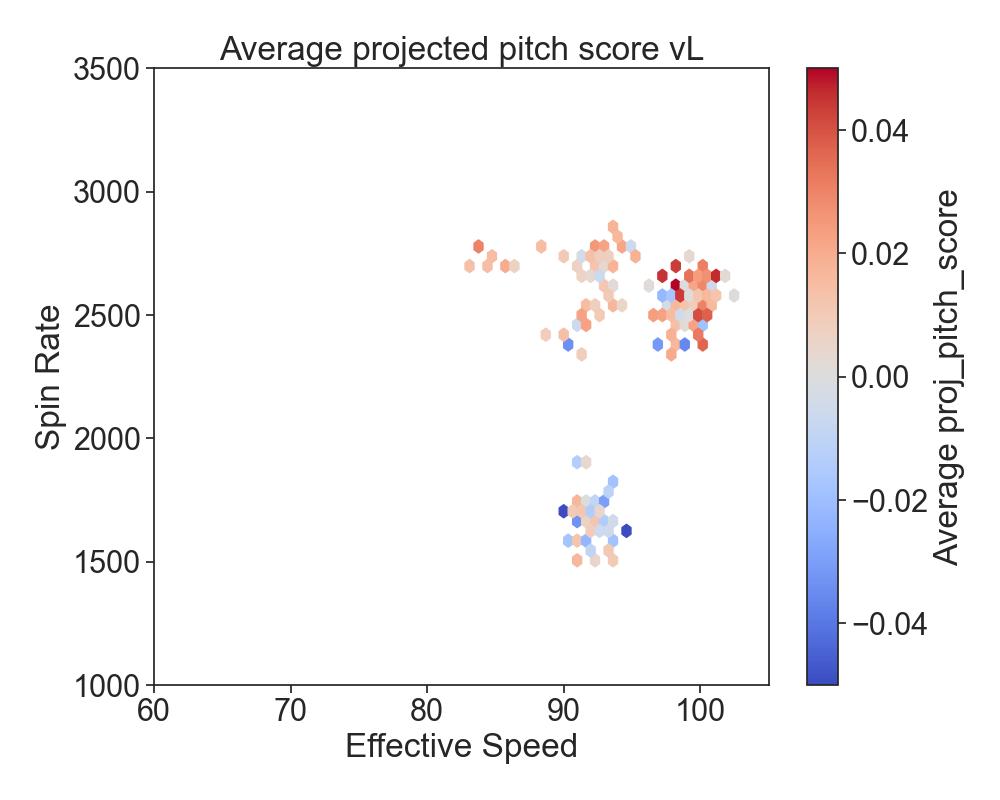 Average projected pitch score vL
3500
3000
2500
2000
1500
1000
Spin Rate
60 70 80 90 100
Effective Speed
0.04
0.02
0.00
−0.02
−0.04
Average proj_pitch_score